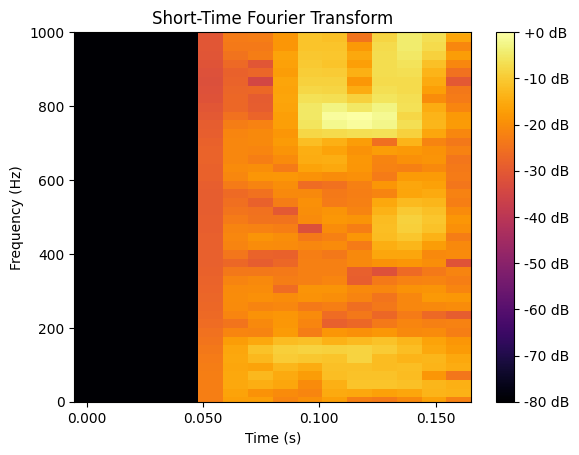 Short-Time Fourier Transform
Frequency (Hz)
1000
800
600
400
200
0
0.000
0.050
0.100
0.150
Time (s)
+0 dB
-10 dB
-20 dB
-30 dB
-40 dB
-50 dB
-60 dB
-70 dB
-80 dB